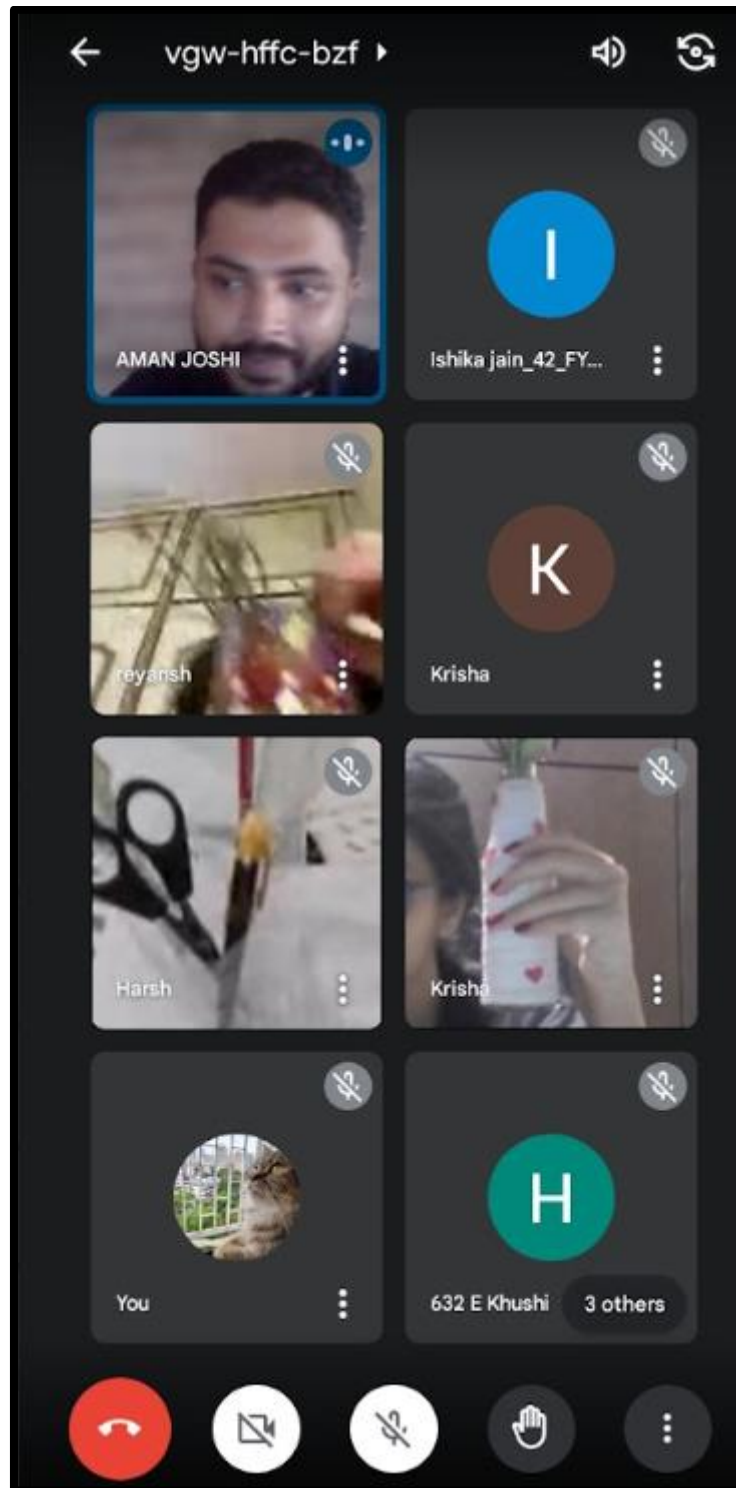 vgw-hffc-bzf
AMAN JOSHI
I
Ishika jain_42_FY...
reyansh
K
Krisha
Harsh
Krisha
You
H
632 E Khushi
3 others